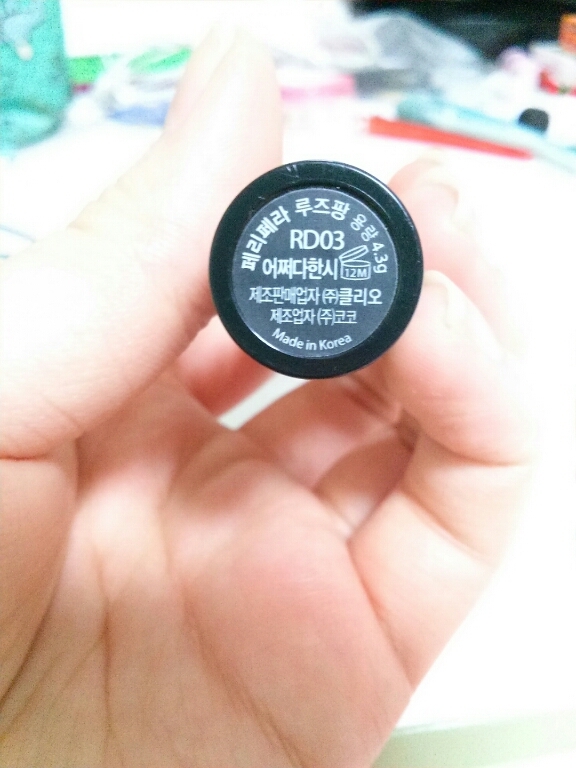 페리페라 루즈팡 용량 4.3g
RD03
어쩌다한시
12M
제조판매업자 (주)클리오
제조업자 (주)코코
Made in Korea